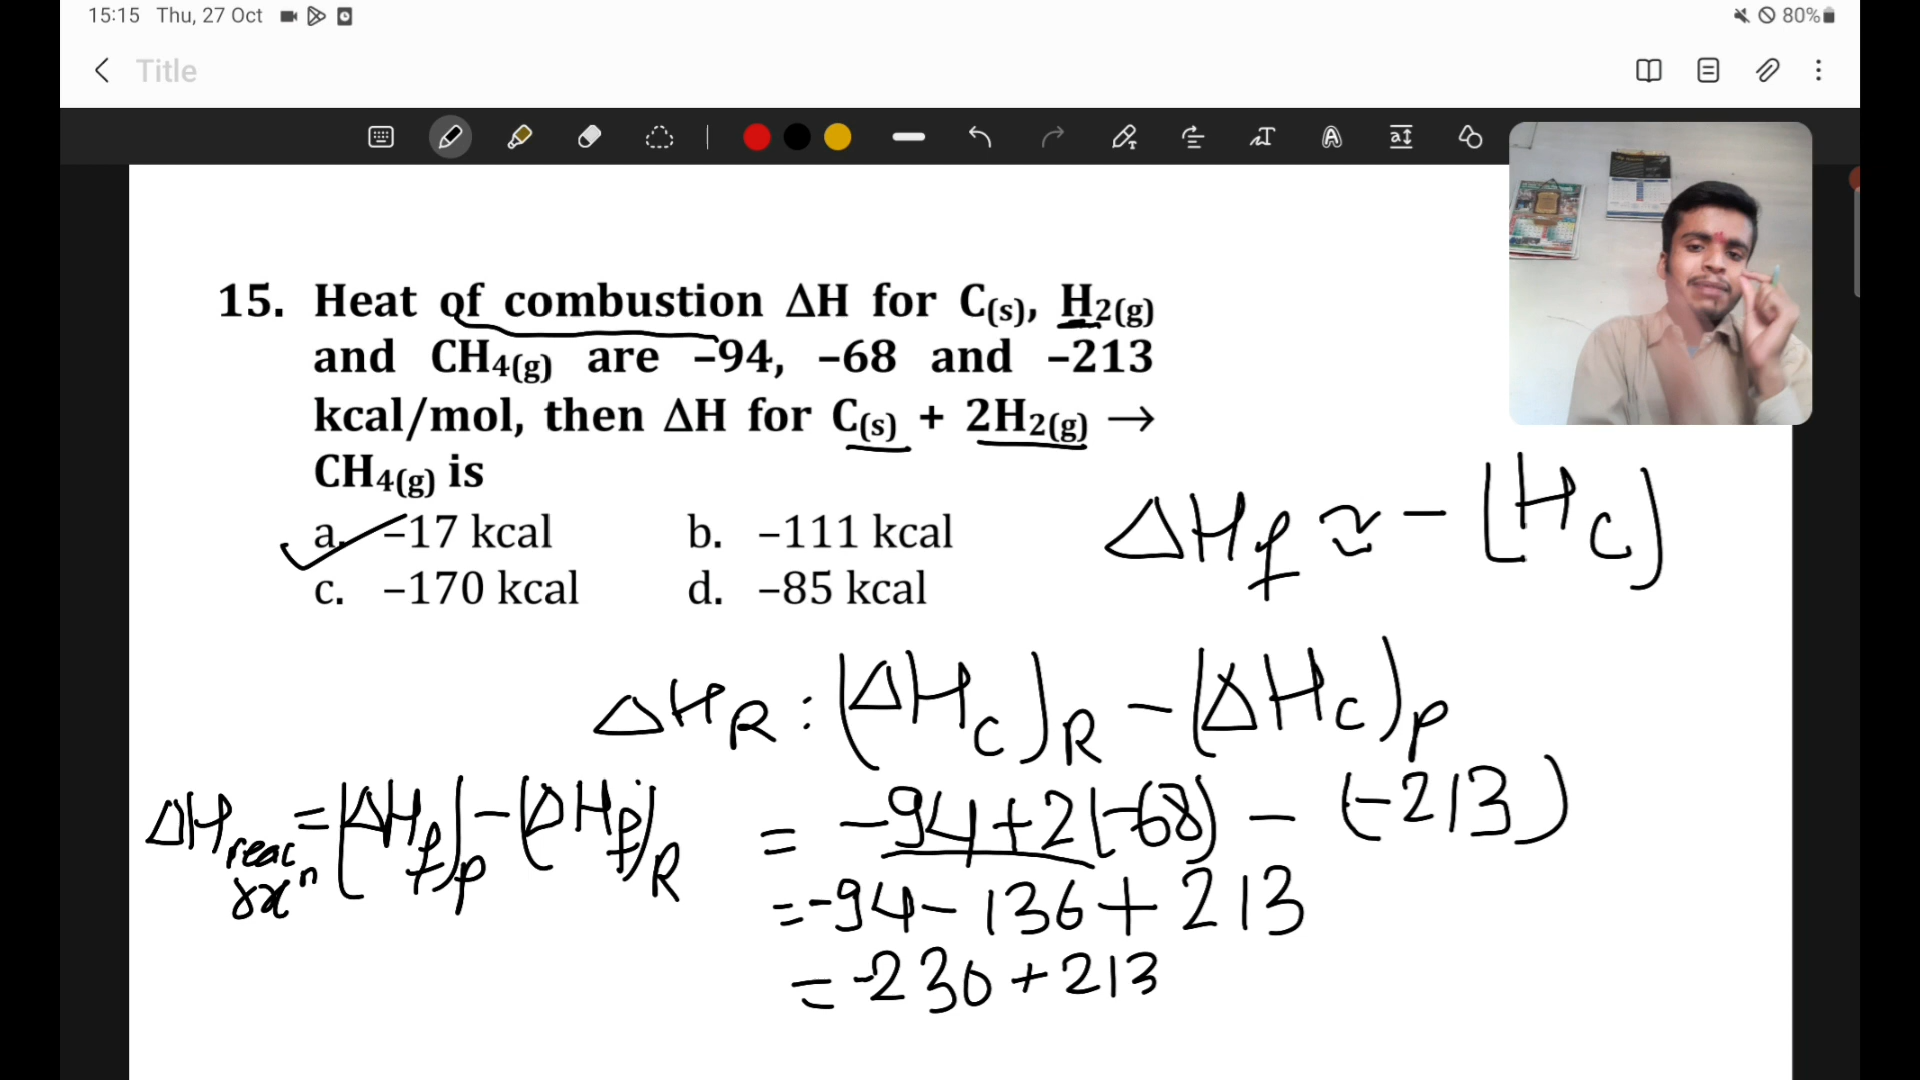 15:15 Thu, 27 Oct
80%
Title
15. Heat of combustion ΔH for C(s), H2(g)
and CH4(g) are –94, –68 and –213
kcal/mol, then ΔH for C(s) + 2H2(g) →
CH4(g) is
a. –17 kcal b. –111 kcal
c. –170 kcal d. –85 kcal
ΔHf ≈ – (Hc)
ΔHR : (ΔHc)R – (ΔHc)p
ΔHreac rxⁿ = (ΔHf)p – (ΔHf)R
= –94+2(–68) – (–213)
= –94 – 136 + 213
= –230 + 213